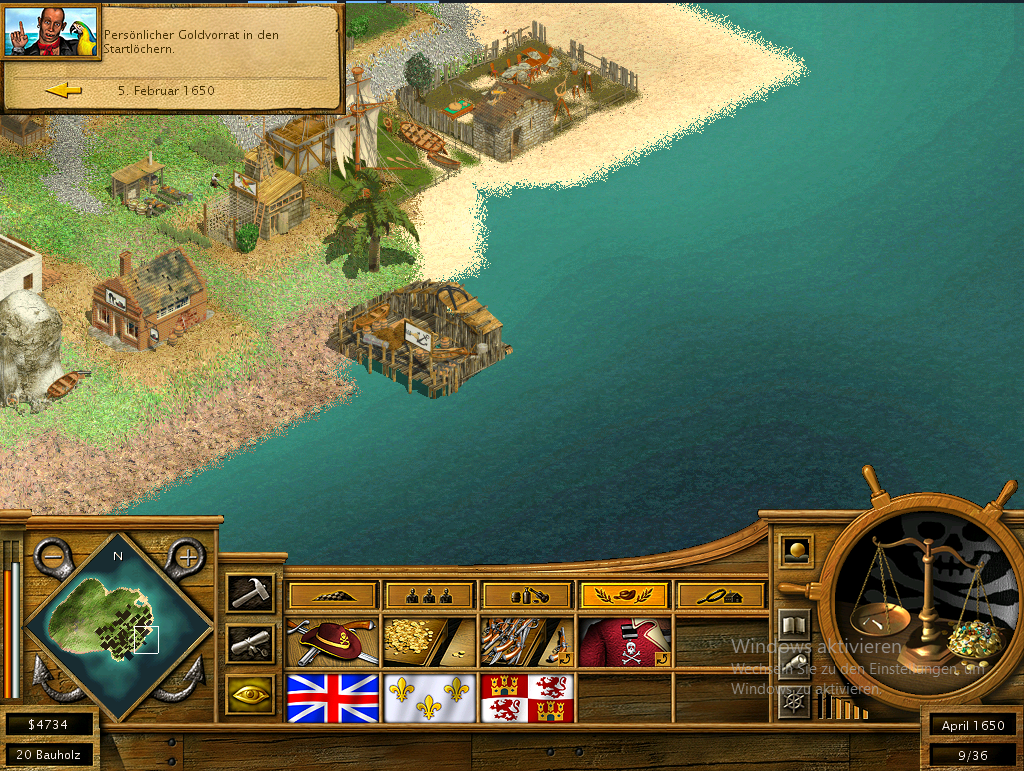 Persönlicher Goldvorrat in den
Startlöchern.
5. Februar 1650
N
Windows aktivieren
Wechseln Sie zu den Einstellungen, um
Windows zu aktivieren.
$4734
20 Bauholz
April 1650
9/36